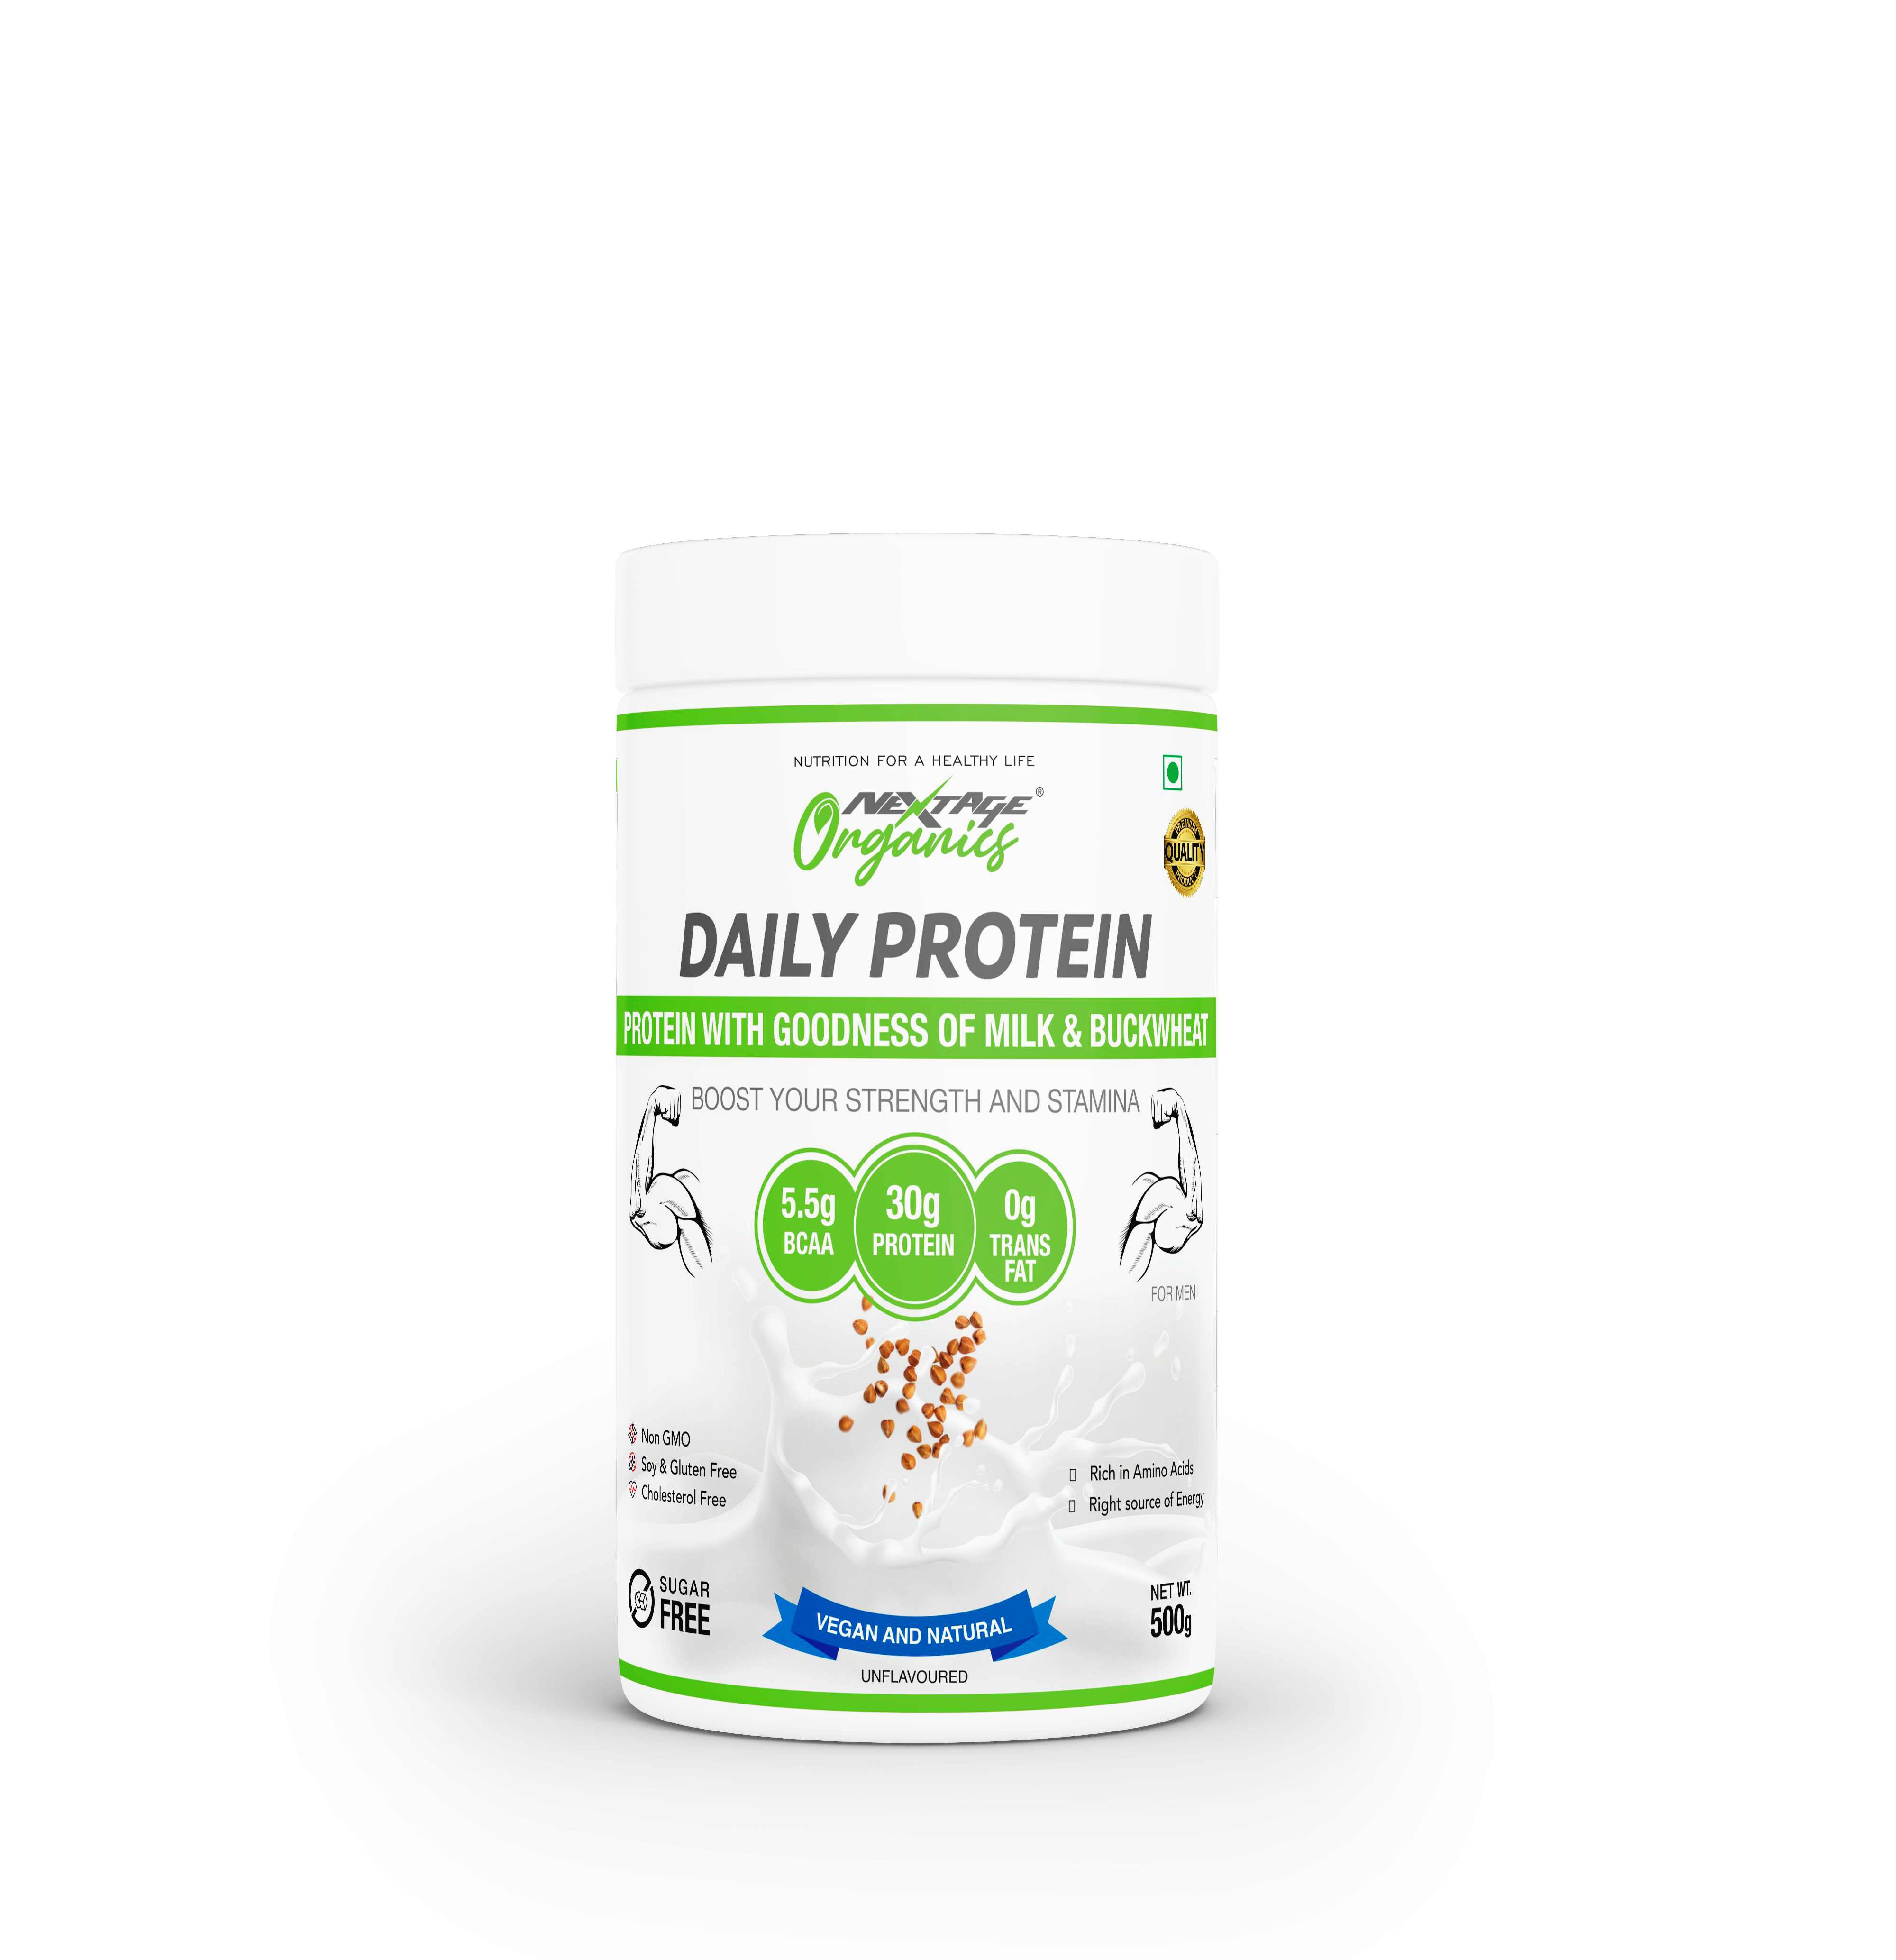 NUTRITION FOR A HEALTHY LIFE
NEXTAGE®
Organics
PREMIUM
QUALITY
PRODUCT
DAILY PROTEIN
PROTEIN WITH GOODNESS OF MILK & BUCKWHEAT
BOOST YOUR STRENGTH AND STAMINA
5.5g
BCAA
30g
PROTEIN
0g
TRANS
FAT
FOR MEN
Non GMO
Soy & Gluten Free
Cholesterol Free
Rich in Amino Acids
Right source of Energy
SUGAR
FREE
VEGAN AND NATURAL
UNFLAVOURED
NET WT.
500g